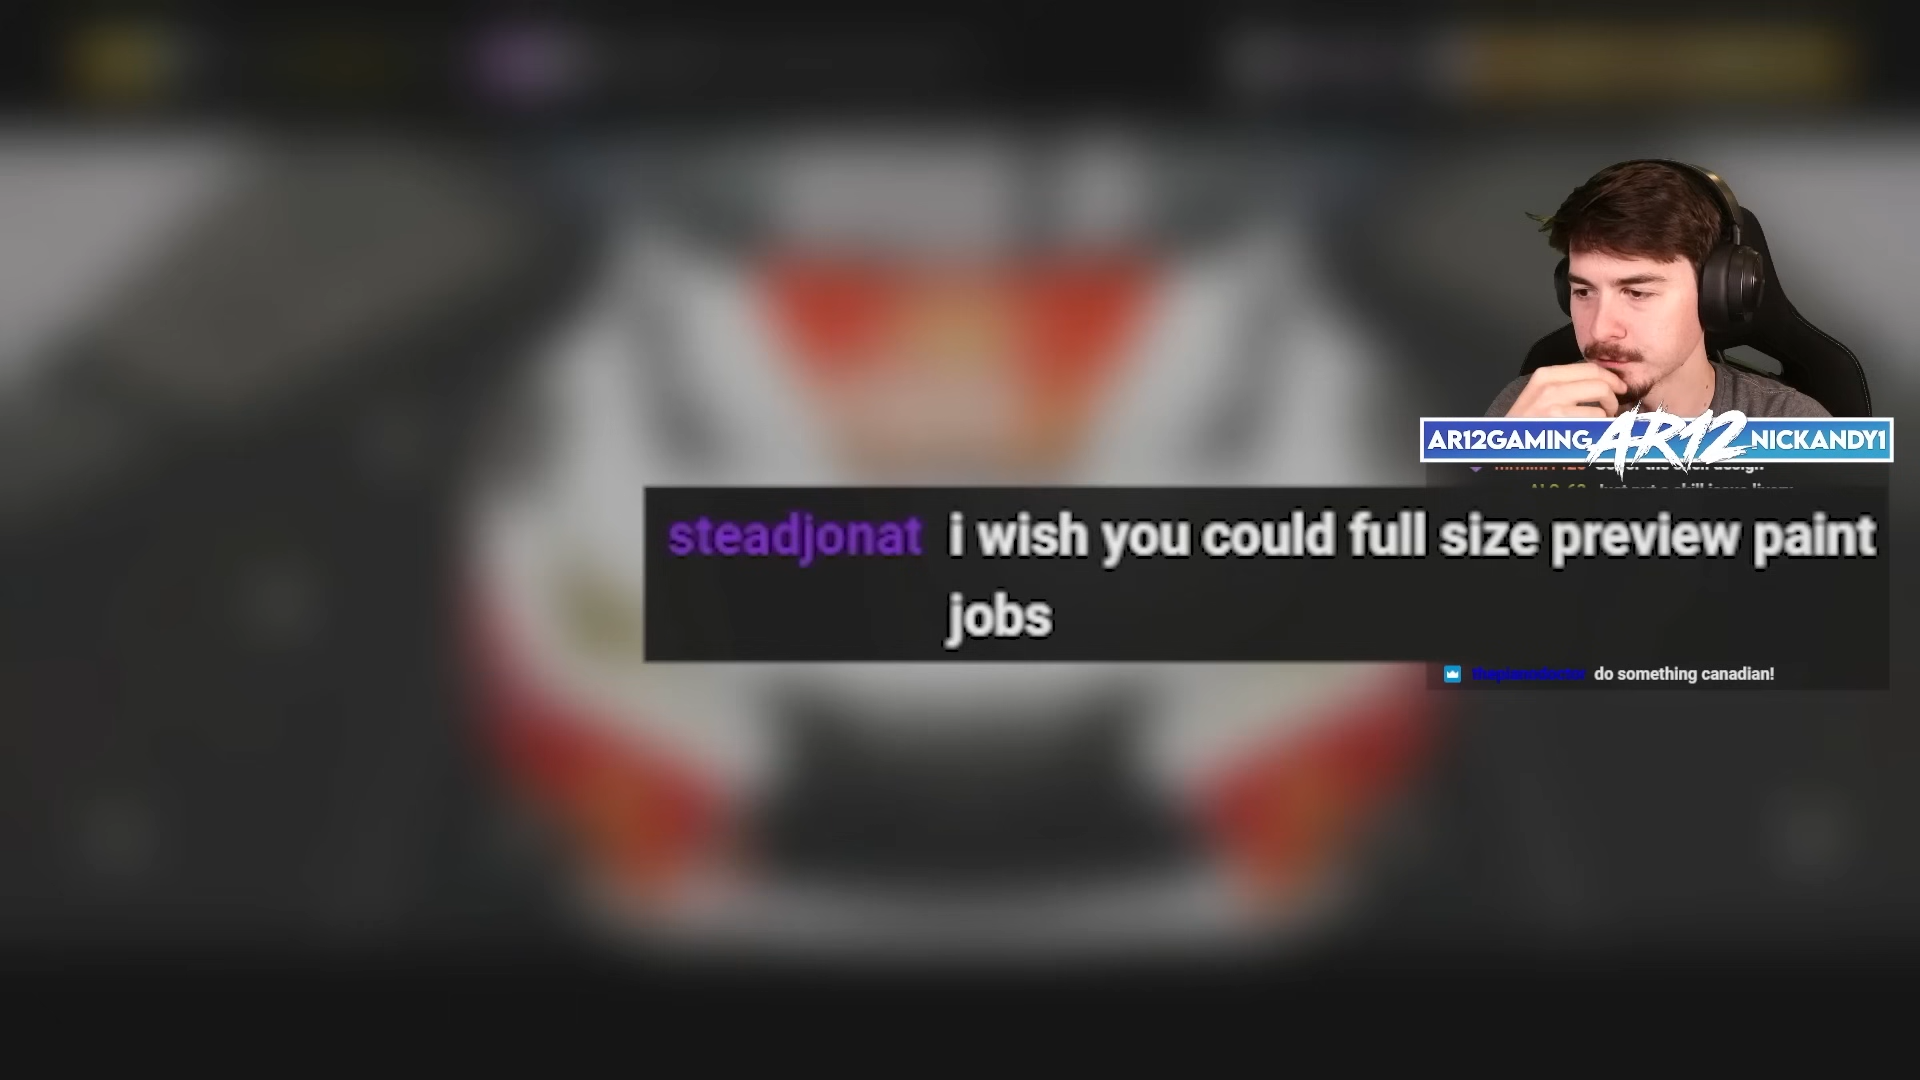 AR12GAMING AR12 NICKANDY1
steadjonat i wish you could full size preview paint
jobs
do something canadian!